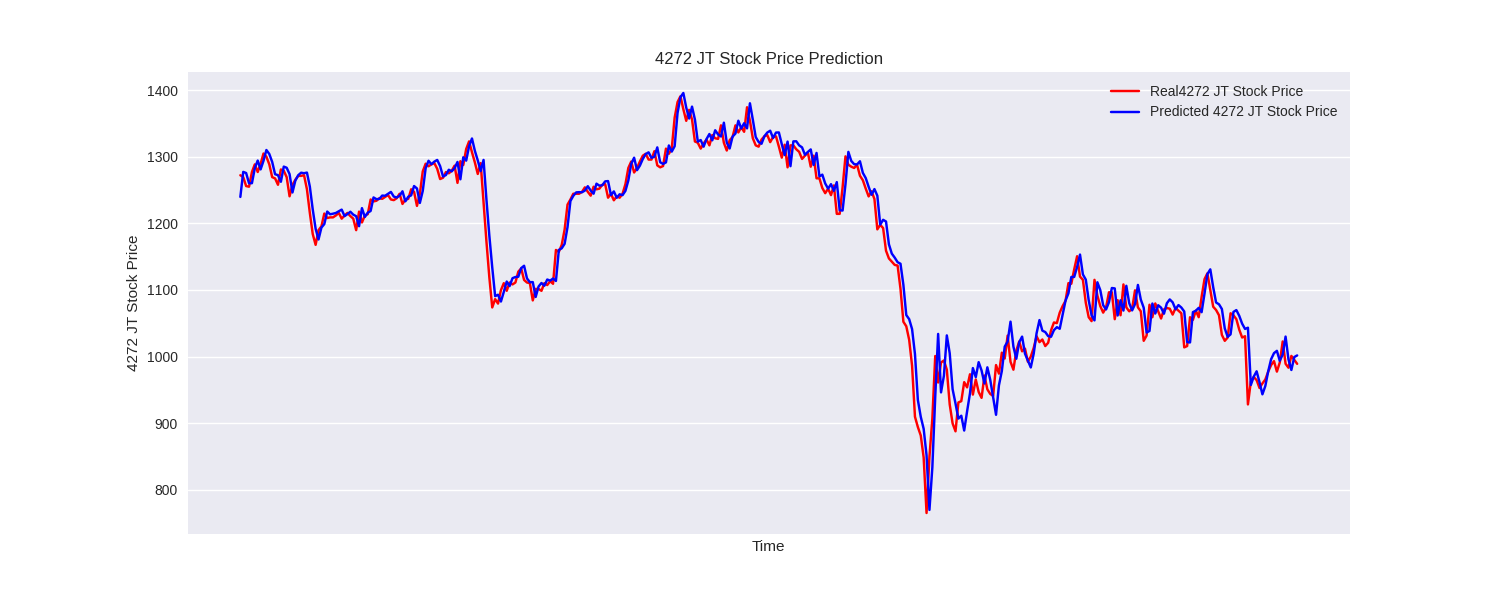 4272 JT Stock Price Prediction
Real4272 JT Stock Price
Predicted 4272 JT Stock Price
4272 JT Stock Price
1400
1300
1200
1100
1000
900
800
Time